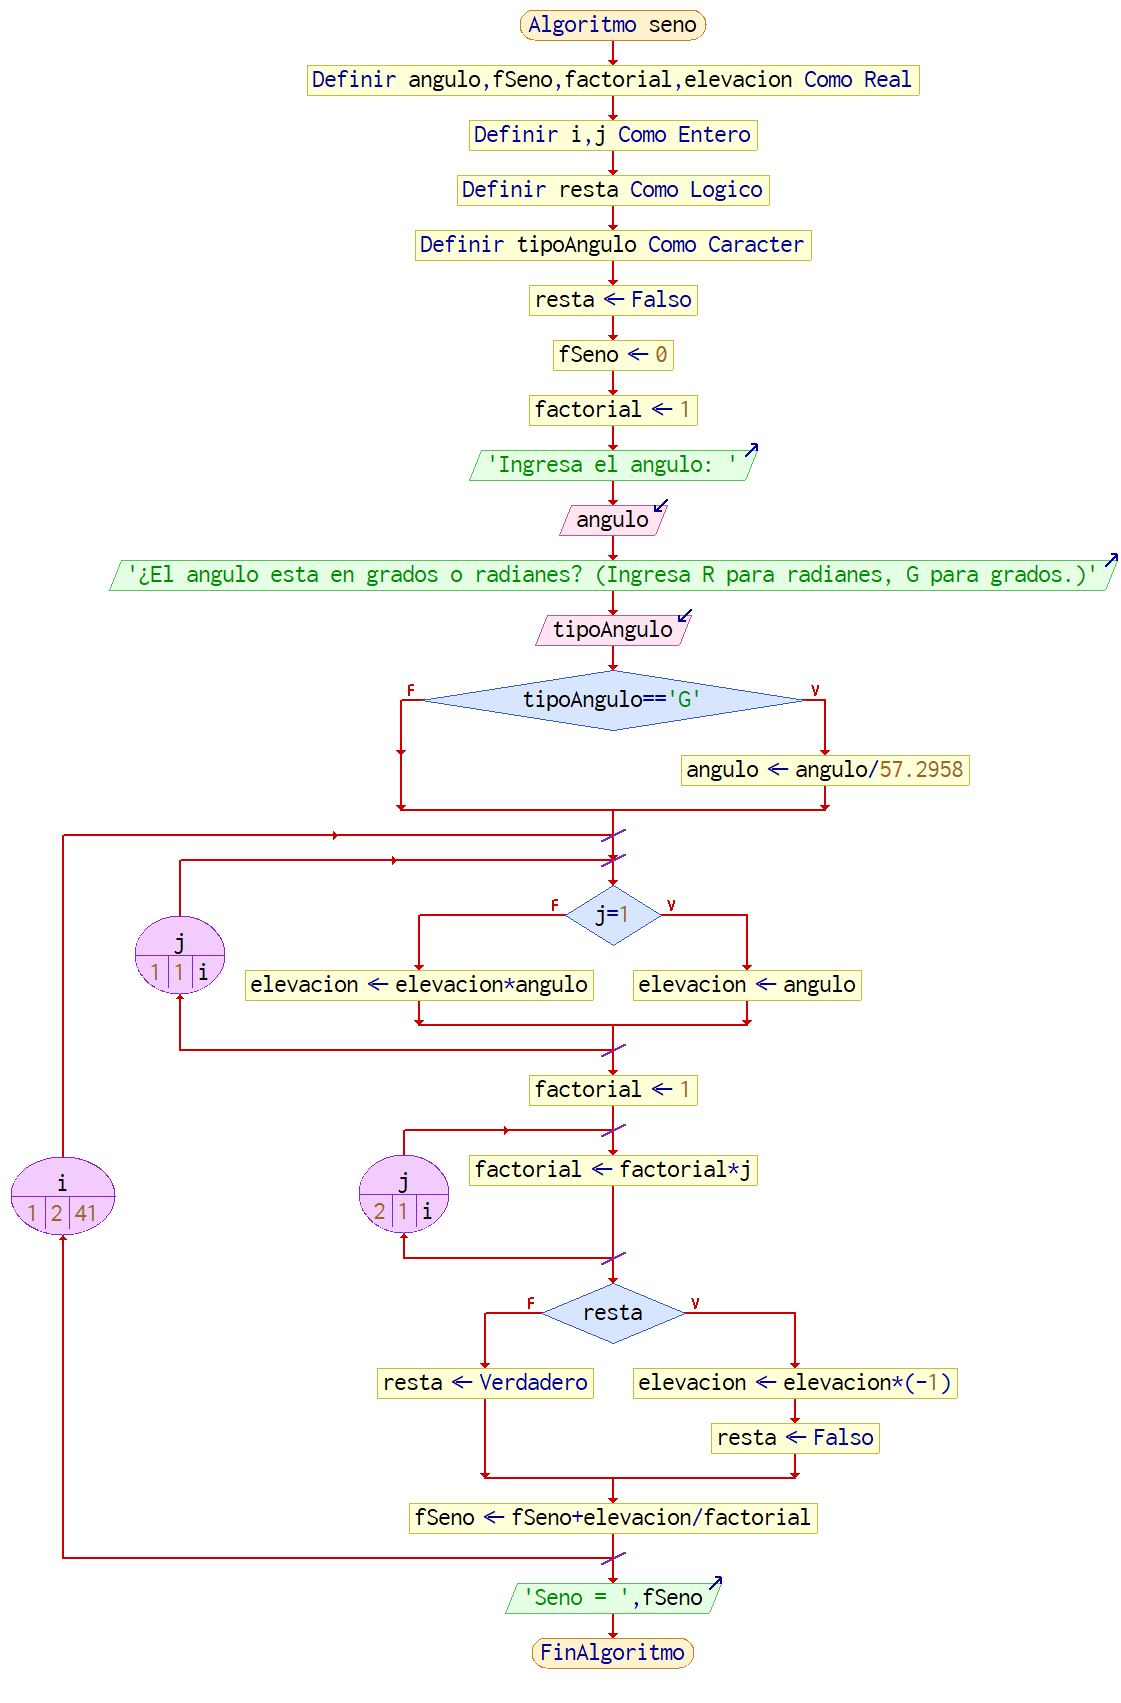 Algoritmo seno
Definir angulo,fSeno,factorial,elevacion Como Real
Definir i,j Como Entero
Definir resta Como Logico
Definir tipoAngulo Como Caracter
resta ← Falso
fSeno ← 0
factorial ← 1
'Ingresa el angulo: '
angulo
'¿El angulo esta en grados o radianes? (Ingresa R para radianes, G para grados.)'
tipoAngulo
F
tipoAngulo=='G'
V
angulo ← angulo/57.2958
F
j=1
V
j
1 1 i
elevacion ← elevacion*angulo
elevacion ← angulo
factorial ← 1
i
1 2 41
j
2 1 i
factorial ← factorial*j
F
resta
V
resta ← Verdadero
elevacion ← elevacion*(-1)
resta ← Falso
fSeno ← fSeno+elevacion/factorial
'Seno = ',fSeno
FinAlgoritmo